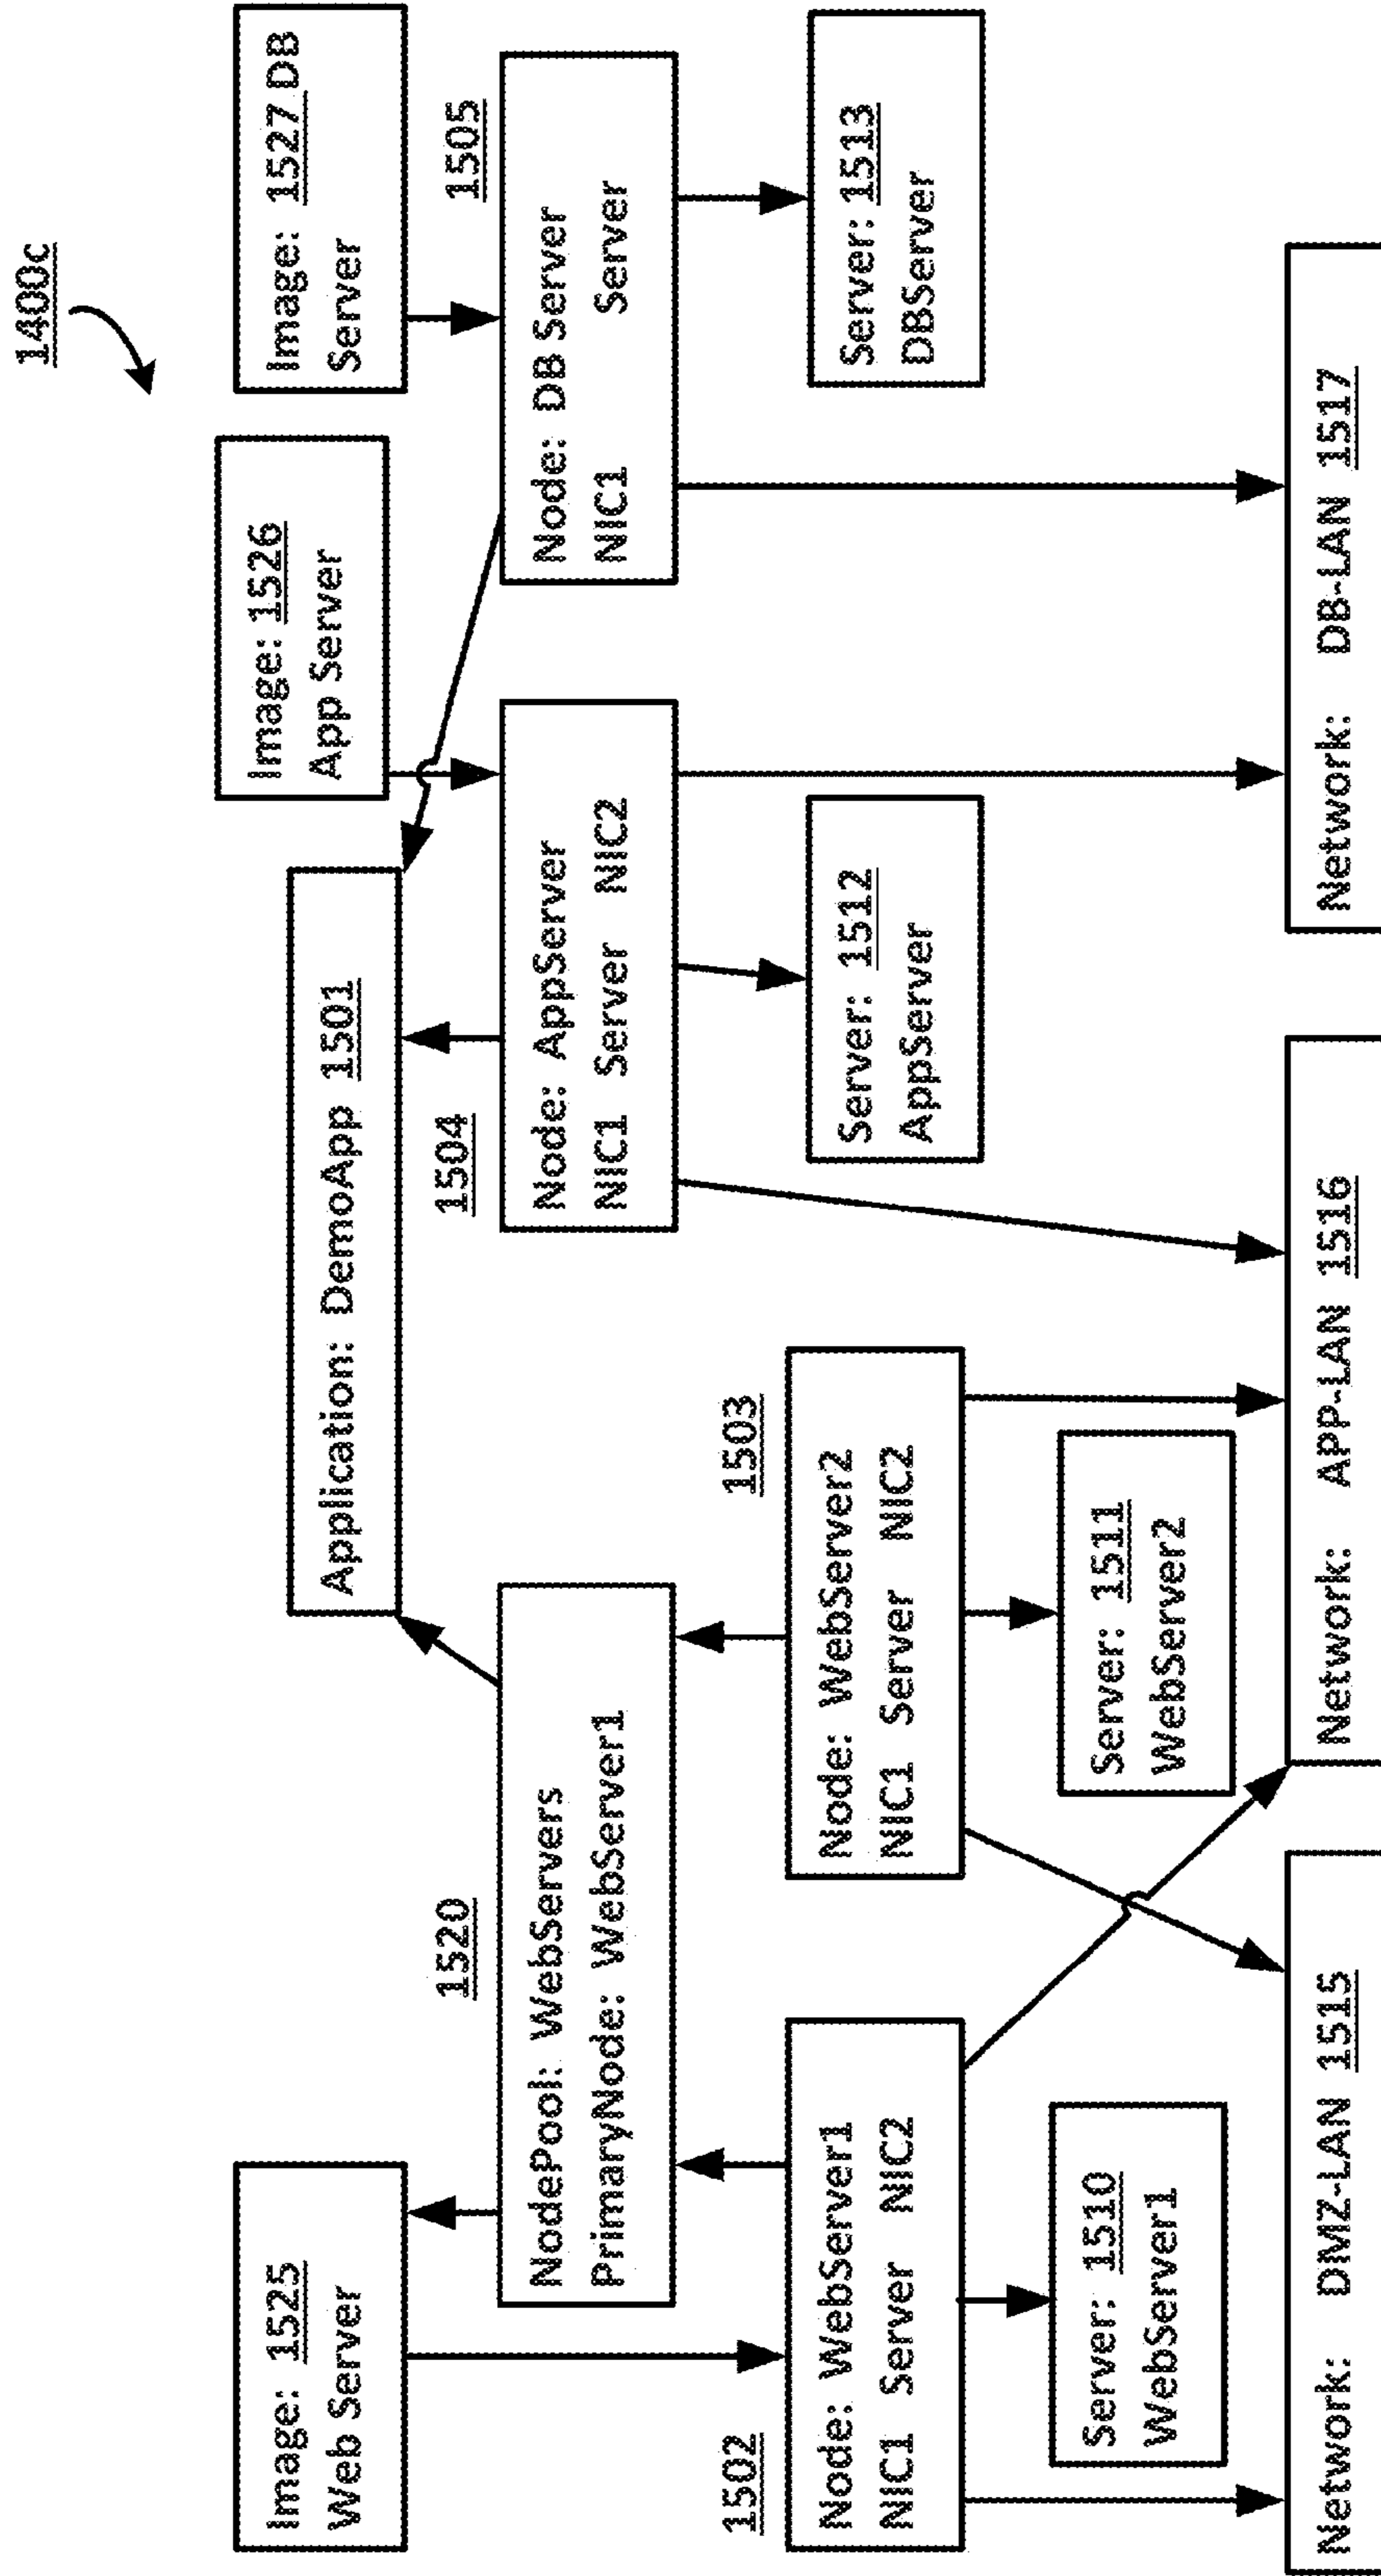 1400c
Image: 1525
Web Server
Application: DemoApp 1501
Image: 1526
App Server
Image: 1527 DB
Server
1520
NodePool: WebServers
PrimaryNode: WebServer1
1504
Node: AppServer
NIC1 Server NIC2
1505
Node: DB Server
NIC1 Server
1502
Node: WebServer1
NIC1 Server NIC2
1503
Node: WebServer2
NIC1 Server NIC2
Server: 1512
AppServer
Server: 1513
DBServer
Server: 1510
WebServer1
Server: 1511
WebServer2
Network: DMZ-LAN 1515
Network: APP-LAN 1516
Network: DB-LAN 1517